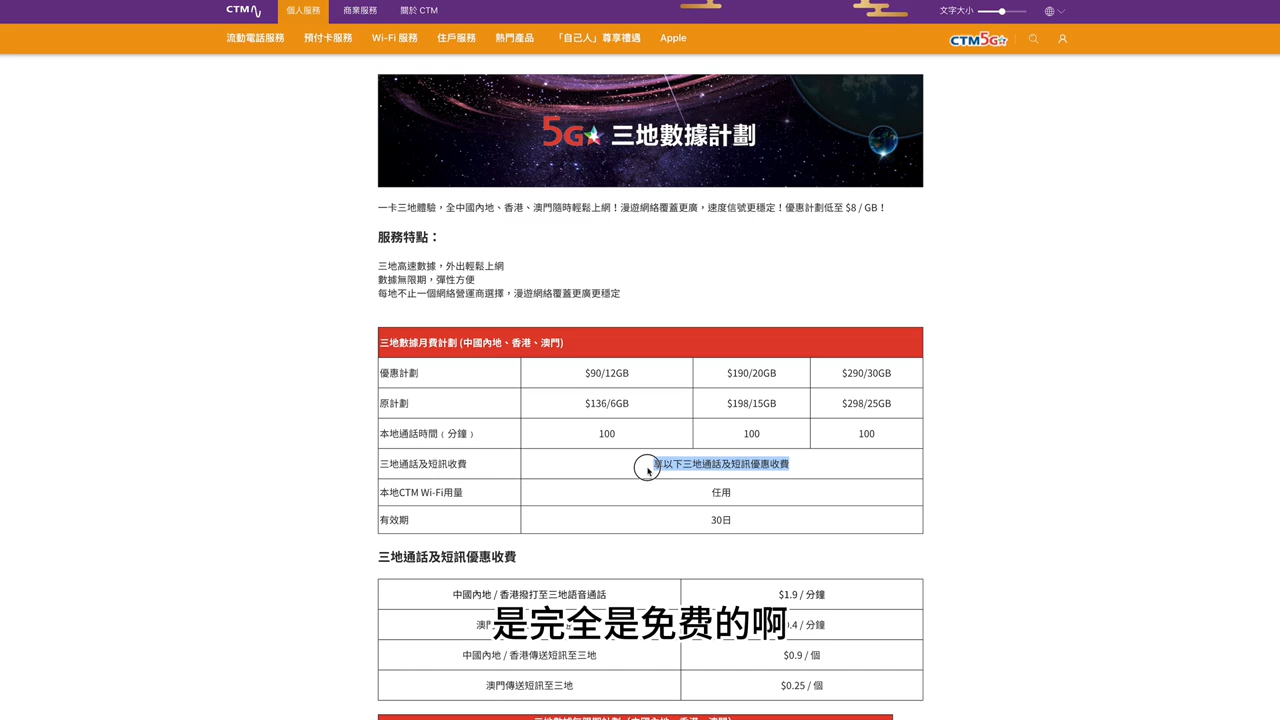 CTM 個人服務 商業服務 關於 CTM 文字大小
流動電話服務 預付卡服務 Wi-Fi 服務 住戶服務 熱門產品 「自己人」尊享禮遇 Apple CTM5G
5G 三地數據計劃
一卡三地體驗，全中國內地、香港、澳門隨時輕鬆上網！漫遊網絡覆蓋更廣，速度信號更穩定！優惠計劃低至 $8 / GB！
服務特點：
三地高速數據，外出輕鬆上網
數據無限期，彈性方便
每地不止一個網絡營運商選擇，漫遊網絡覆蓋更廣更穩定
三地數據月費計劃 (中國內地、香港、澳門)
優惠計劃 $90/12GB $190/20GB $290/30GB
原計劃 $136/6GB $198/15GB $298/25GB
本地通話時間﹙分鐘﹚ 100 100 100
三地通話及短訊收費 享以下三地通話及短訊優惠收費
本地CTM Wi-Fi用量 任用
有效期 30日
三地通話及短訊優惠收費
中國內地 / 香港撥打至三地語音通話 $1.9 / 分鐘
澳門 .4 / 分鐘
是完全是免费的啊
中國內地 / 香港傳送短訊至三地 $0.9 / 個
澳門傳送短訊至三地 $0.25 / 個